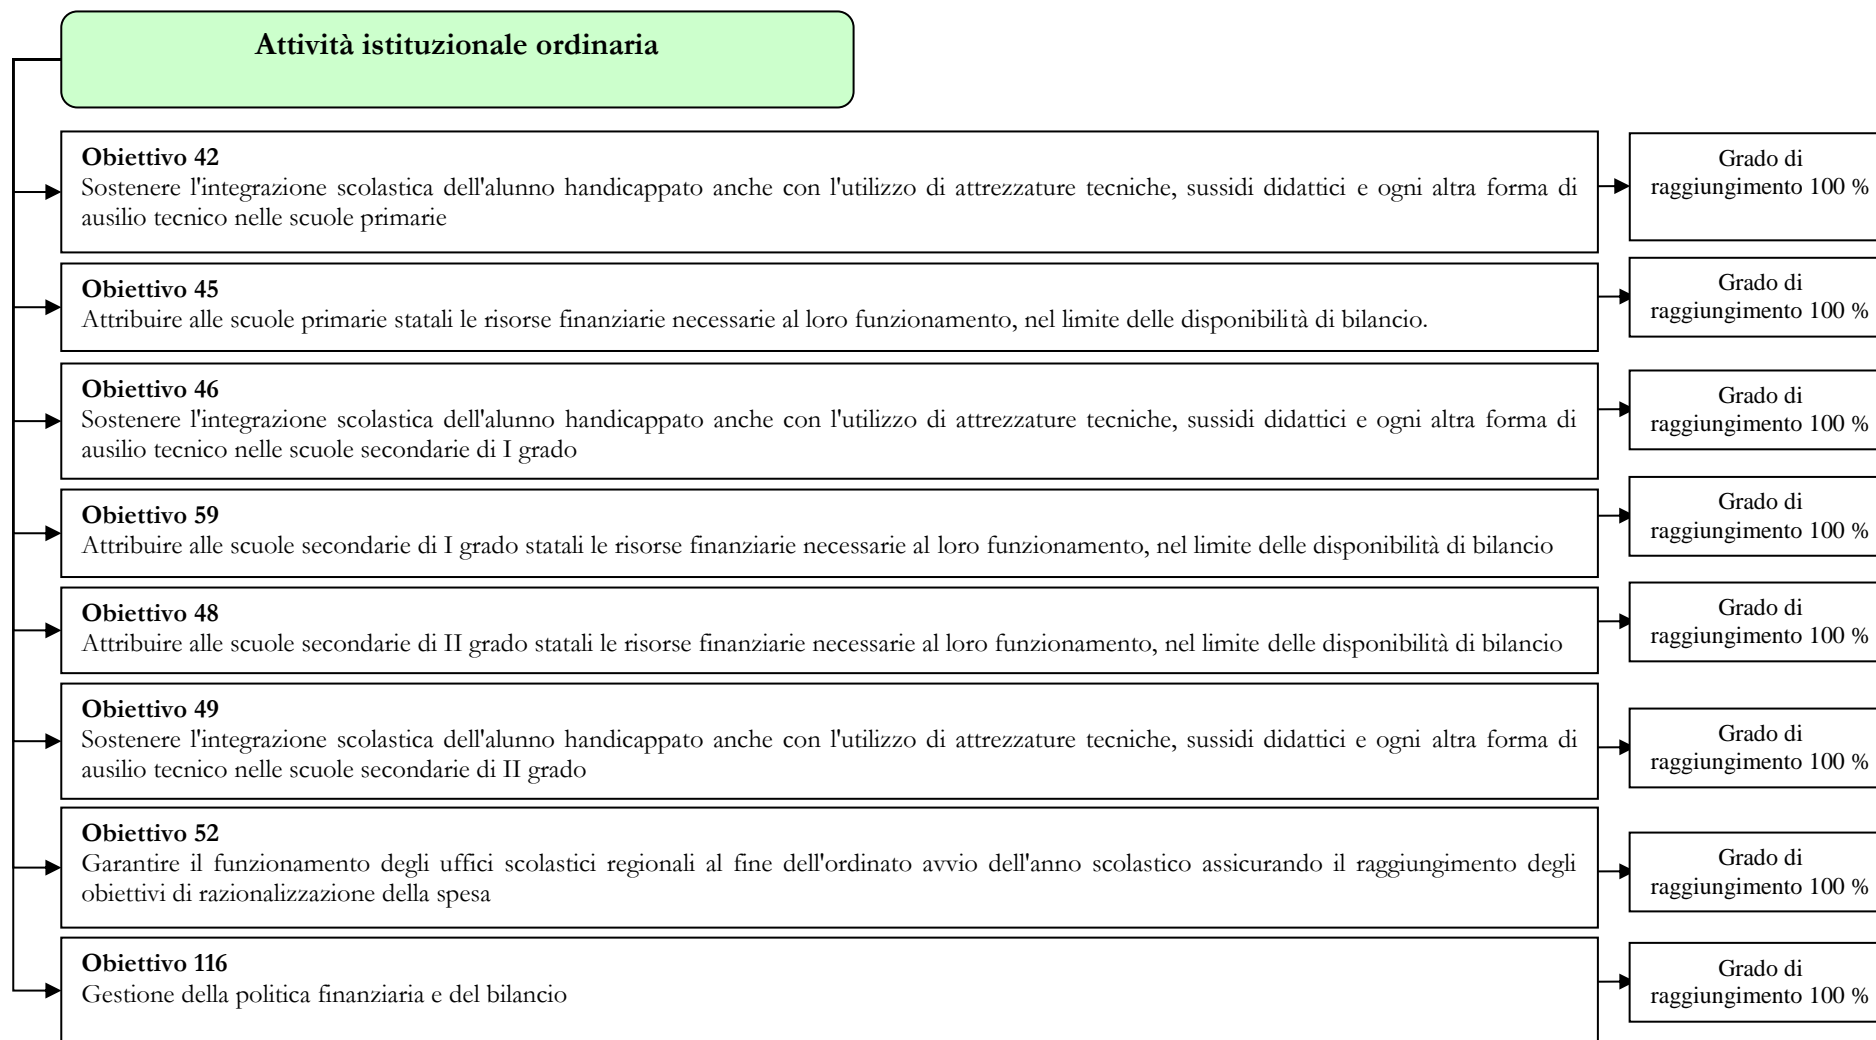 Attività istituzionale ordinaria
Obiettivo 42
Sostenere l'integrazione scolastica dell'alunno handicappato anche con l'utilizzo di attrezzature tecniche, sussidi didattici e ogni altra forma di
ausilio tecnico nelle scuole primarie
Grado di
raggiungimento 100 %
Obiettivo 45
Attribuire alle scuole primarie statali le risorse finanziarie necessarie al loro funzionamento, nel limite delle disponibilità di bilancio.
Grado di
raggiungimento 100 %
Obiettivo 46
Sostenere l'integrazione scolastica dell'alunno handicappato anche con l'utilizzo di attrezzature tecniche, sussidi didattici e ogni altra forma di
ausilio tecnico nelle scuole secondarie di I grado
Grado di
raggiungimento 100 %
Obiettivo 59
Attribuire alle scuole secondarie di I grado statali le risorse finanziarie necessarie al loro funzionamento, nel limite delle disponibilità di bilancio
Grado di
raggiungimento 100 %
Obiettivo 48
Attribuire alle scuole secondarie di II grado statali le risorse finanziarie necessarie al loro funzionamento, nel limite delle disponibilità di bilancio
Grado di
raggiungimento 100 %
Obiettivo 49
Sostenere l'integrazione scolastica dell'alunno handicappato anche con l'utilizzo di attrezzature tecniche, sussidi didattici e ogni altra forma di
ausilio tecnico nelle scuole secondarie di II grado
Grado di
raggiungimento 100 %
Obiettivo 52
Garantire il funzionamento degli uffici scolastici regionali al fine dell'ordinato avvio dell'anno scolastico assicurando il raggiungimento degli
obiettivi di razionalizzazione della spesa
Grado di
raggiungimento 100 %
Obiettivo 116
Gestione della politica finanziaria e del bilancio
Grado di
raggiungimento 100 %